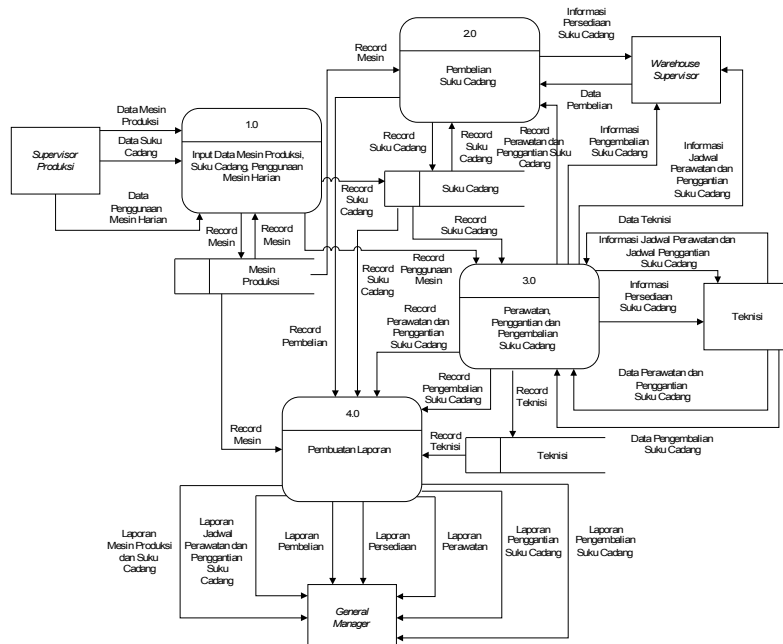 2.0
Pembelian
Suku Cadang
Record
Mesin
Informasi
Persediaan
Suku Cadang
Warehouse
Supervisor
Data
Pembelian
Data Mesin
Produksi
1.0
Input Data Mesin Produksi,
Suku Cadang, Penggunaan
Mesin Harian
Supervisor
Produksi
Data Suku
Cadang
Data
Penggunaan
Mesin Harian
Record
Suku Cadang
Record
Suku
Cadang
Record
Perawatan dan
Penggantian Suku
Cadang
Informasi
Pengembalian
Suku Cadang
Informasi
Jadwal
Perawatan dan
Penggantian
Suku Cadang
Record
Suku
Cadang
Suku Cadang
Record
Suku Cadang
Record
Mesin
Record
Mesin
Mesin
Produksi
Record
Suku
Cadang
Record
Penggunaan
Mesin
Data Teknisi
Informasi Jadwal Perawatan dan
Jadwal Penggantian
Suku Cadang
3.0
Perawatan,
Penggantian dan
Pengembalian
Suku Cadang
Informasi
Persediaan
Suku Cadang
Teknisi
Record
Pembelian
Record
Perawatan dan
Penggantian
Suku Cadang
Record
Pengembalian
Suku Cadang
Record
Teknisi
Data Perawatan dan
Penggantian
Suku Cadang
Data Pengembalian
Suku Cadang
Record
Mesin
4.0
Pembuatan Laporan
Record
Teknisi
Teknisi
Laporan
Mesin Produksi
dan Suku
Cadang
Laporan
Jadwal
Perawatan dan
Penggantian
Suku
Cadang
Laporan
Pembelian
Laporan
Persediaan
Laporan
Perawatan
Laporan
Penggantian
Suku Cadang
Laporan
Pengembalian
Suku Cadang
General
Manager